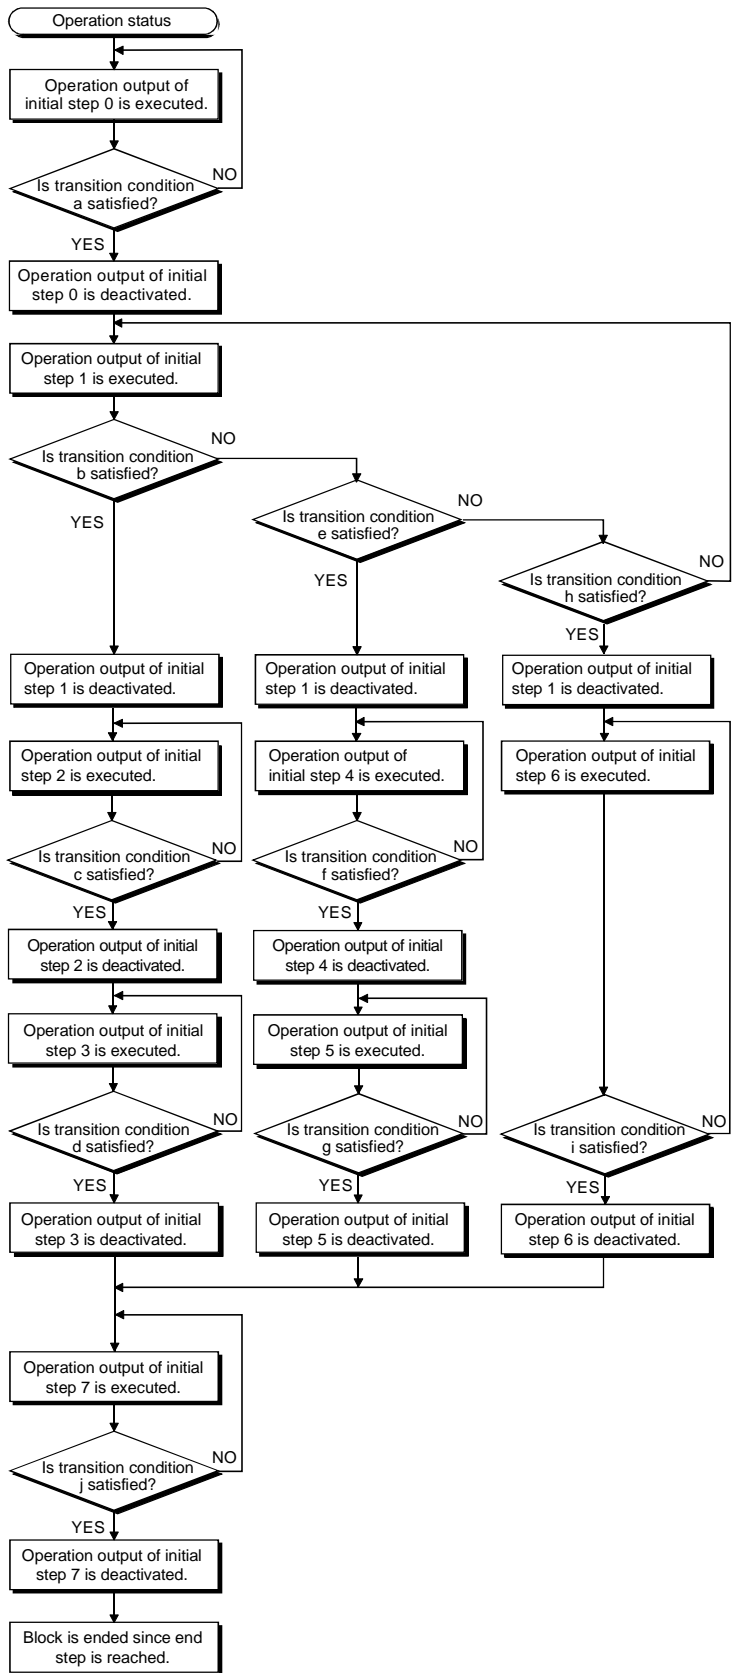 Operation status
Operation output of
initial step 0 is executed.
Is transition condition
a satisfied?
NO
YES
Operation output of initial
step 0 is deactivated.
Operation output of initial
step 1 is executed.
Is transition condition
b satisfied?
NO
YES
Is transition condition
e satisfied?
NO
YES
Is transition condition
h satisfied?
NO
YES
Operation output of initial
step 1 is deactivated.
Operation output of initial
step 1 is deactivated.
Operation output of initial
step 1 is deactivated.
Operation output of initial
step 2 is executed.
Operation output of
initial step 4 is executed.
Operation output of initial
step 6 is executed.
Is transition condition
c satisfied?
NO
YES
Is transition condition
f satisfied?
NO
YES
Operation output of initial
step 2 is deactivated.
Operation output of initial
step 4 is deactivated.
Operation output of initial
step 3 is executed.
Operation output of initial
step 5 is executed.
Is transition condition
d satisfied?
NO
YES
Is transition condition
g satisfied?
NO
YES
Is transition condition
i satisfied?
NO
YES
Operation output of initial
step 3 is deactivated.
Operation output of initial
step 5 is deactivated.
Operation output of initial
step 6 is deactivated.
Operation output of initial
step 7 is executed.
Is transition condition
j satisfied?
NO
YES
Operation output of initial
step 7 is deactivated.
Block is ended since end
step is reached.